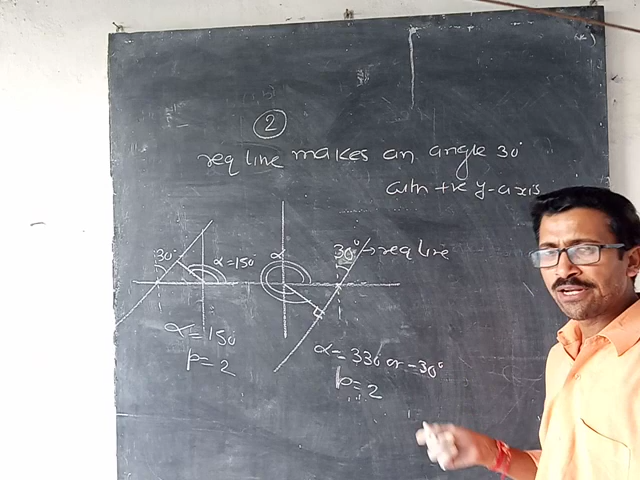 2
req line makes an angle 30°
with +ve y-axis
30° α=150°
α 30° → req line
α=150
p=2
α=330 or -30°
p=2